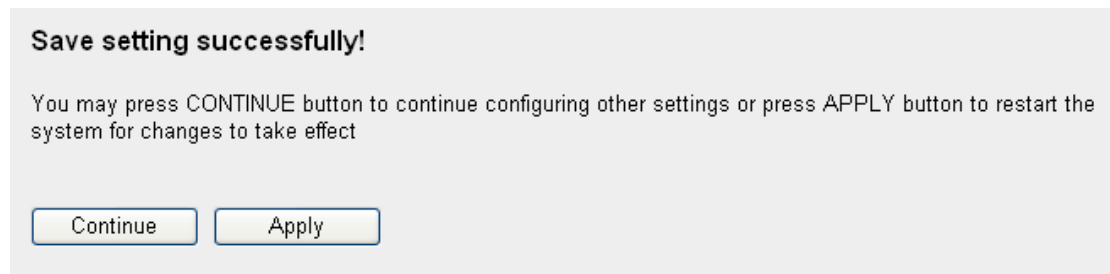 Save setting successfully!
You may press CONTINUE button to continue configuring other settings or press APPLY button to restart the
system for changes to take effect
Continue
Apply